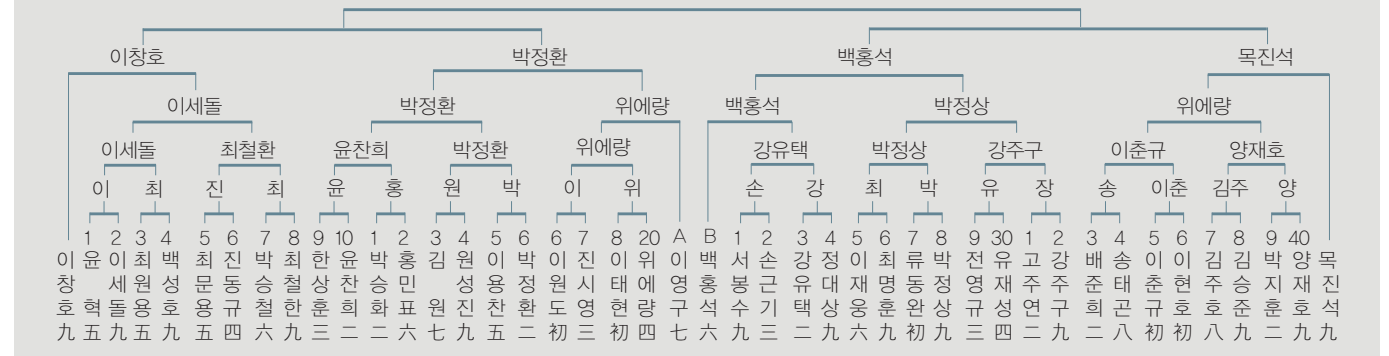 이창호 박정환 백홍석 목진석
이세돌 박정환 위에량 백홍석 박정상 위에량
이세돌 최철환 윤찬희 박정환 위에량 강유택 박정상 강주구 이춘규 양재호
이 최 진 최 윤 홍 원 박 이 위 손 강 최 박 유 장 송 이춘 김주 양
이창호九
1윤 혁五
2이세돌九
3최원용五
4백성호九
5최문용五
6진동규四
7박승철六
8최철한九
9한상훈三
10윤찬희二
1박승화二
2홍민표六
3김 원七
4원성진九
5이용찬五
6박정환二
6이원도初
7진시영三
8이태현初
20위에량四
A이영구七
B백홍석六
1서봉수九
2손근기三
3강유택二
4정대상九
5이재웅六
6최명훈九
7류동완初
8박정상九
9전영규三
30유재성四
1고주연二
2강주구九
3배준희二
4송태곤八
5이춘규初
6이현호初
7김주호八
8김승준九
9박지훈二
40양재호九
목진석九